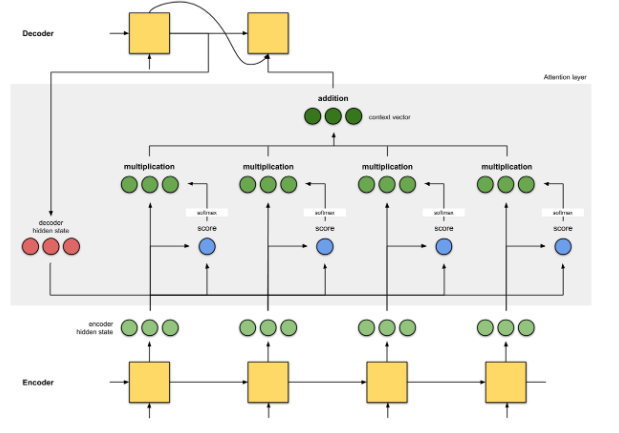 Decoder
Attention layer
addition
context vector
multiplication
multiplication
multiplication
multiplication
softmax
softmax
softmax
softmax
decoder
hidden state
score
score
score
score
encoder
hidden state
Encoder